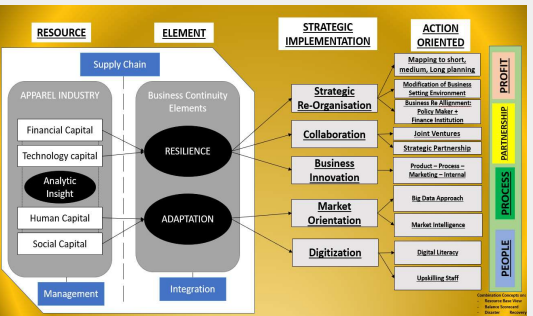 RESOURCE
ELEMENT
STRATEGIC
IMPLEMENTATION
ACTION
ORIENTED
Supply Chain
APPAREL INDUSTRY
Financial Capital
Technology capital
Analytic
Insight
Human Capital
Social Capital
Management
Business Continuity
Elements
RESILIENCE
ADAPTATION
Integration
Strategic
Re-Organisation
Collaboration
Business
Innovation
Market
Orientation
Digitization
Mapping to short,
medium, Long planning
Modification of Business
Setting Environment
Business Re Allignment:
Policy Maker +
Finance Institution
Joint Ventures
Strategic Partnership
Product – Process –
Marketing – Internal
Big Data Approach
Market Intelligence
Digital Literacy
Upskilling Staff
PROFIT
PARTNERSHIP
PROCESS
PEOPLE
Combination Concepts on:
- Resource Base View
- Balance Scorecard
- Disaster Recovery